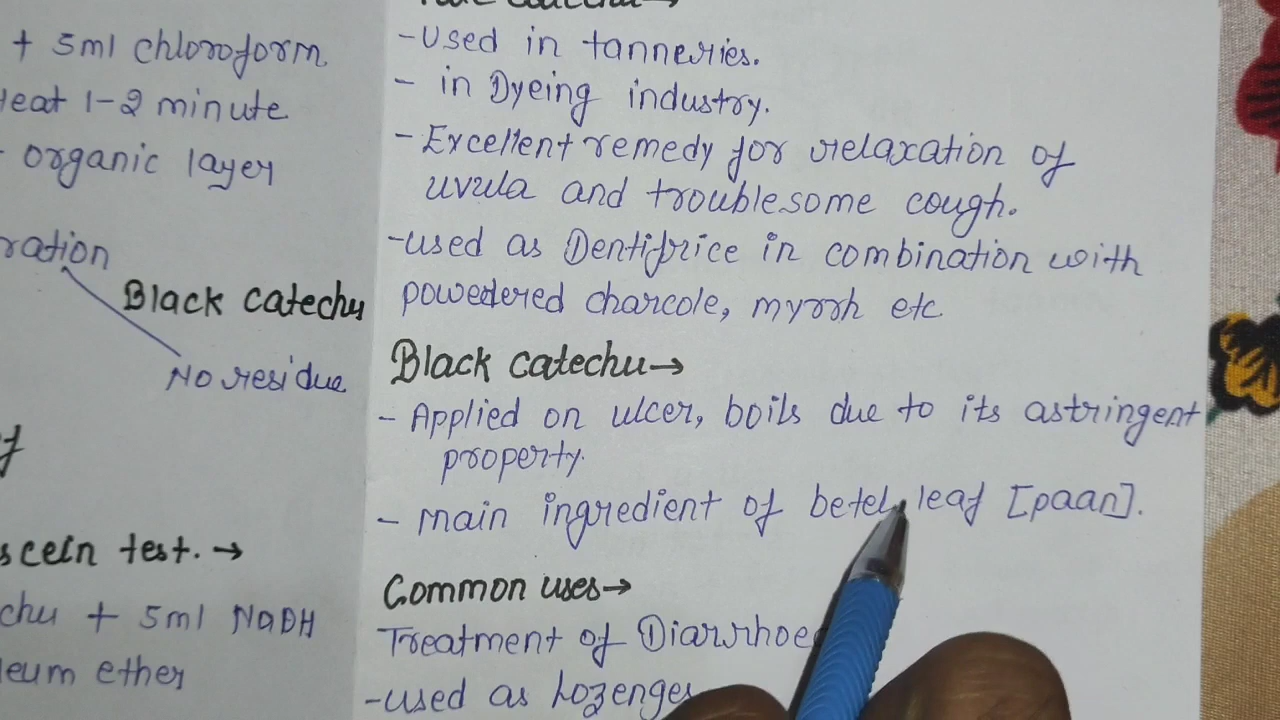 + 5ml chloroform
Heat 1-2 minute
organic layer
ration
Black Catechu
No residue
f
scein test. →
chu + 5ml NaOH
leum ether
catechu →
-Used in tanneries.
- in Dyeing industry.
- Excellent remedy for relaxation of
uvula and troublesome cough.
-used as Dentifrice in combination with
powedered charcole, myrrh etc
Black catechu→
- Applied on ulcer, boils due to its astringent
property.
- main ingredient of betel leaf [paan].
Common uses→
Treatment of Diarrhoea
-used as Lozenges